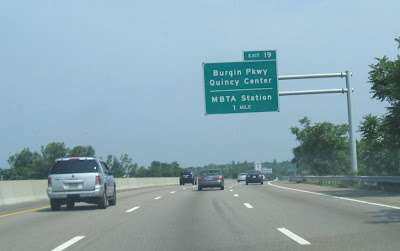 EXIT 19
Burgin Pkwy
Quincy Center
MBTA Station
1 MILE